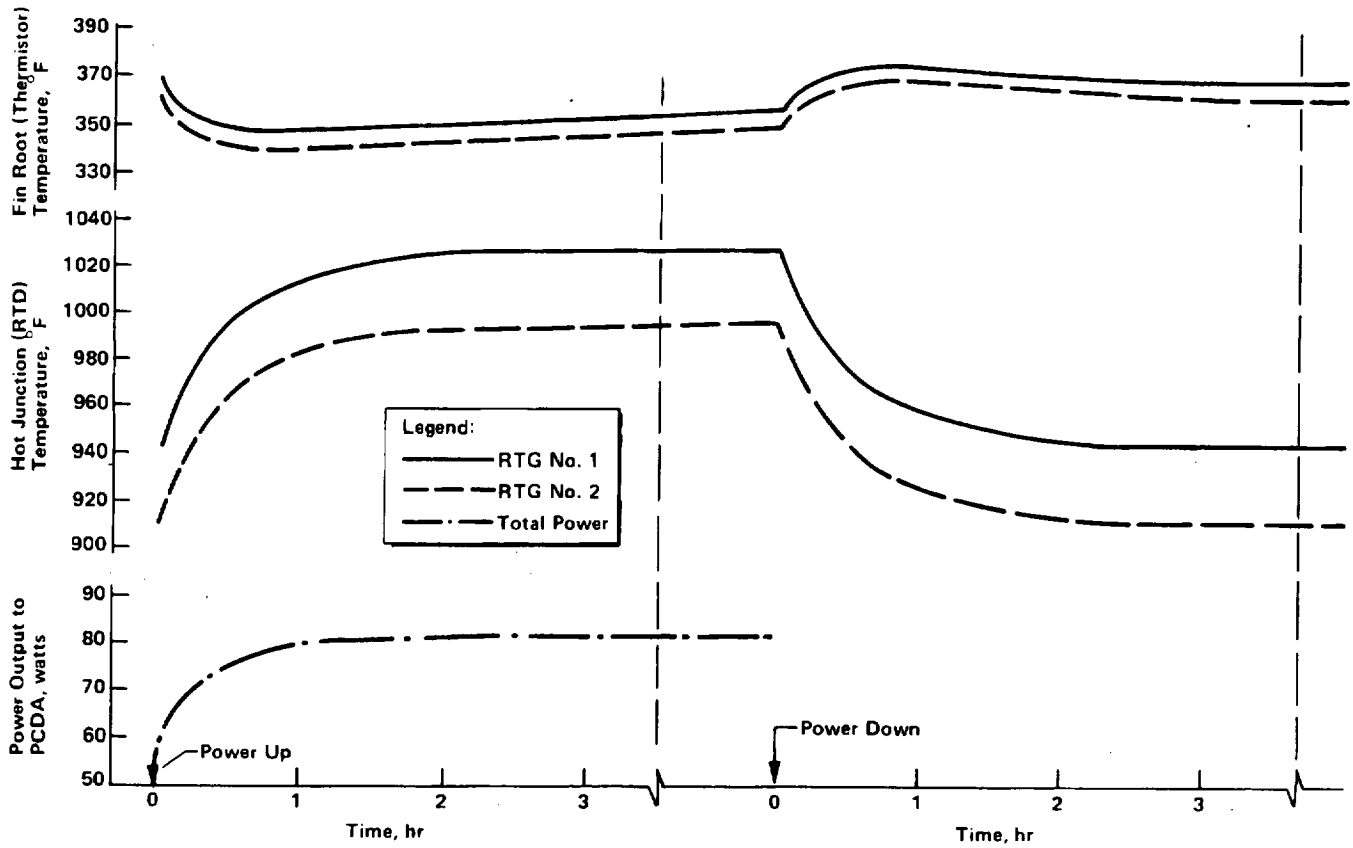 Fin Root (Thermistor)
Temperature, °F
390
370
350
330
Hot Junction (RTD)
Temperature, °F
1040
1020
1000
980
960
940
920
900
Legend:
RTG No. 1
RTG No. 2
Total Power
Power Output to
PCDA, watts
90
80
70
60
50
Power Up
Power Down
0 1 2 3 0 1 2 3
Time, hr Time, hr